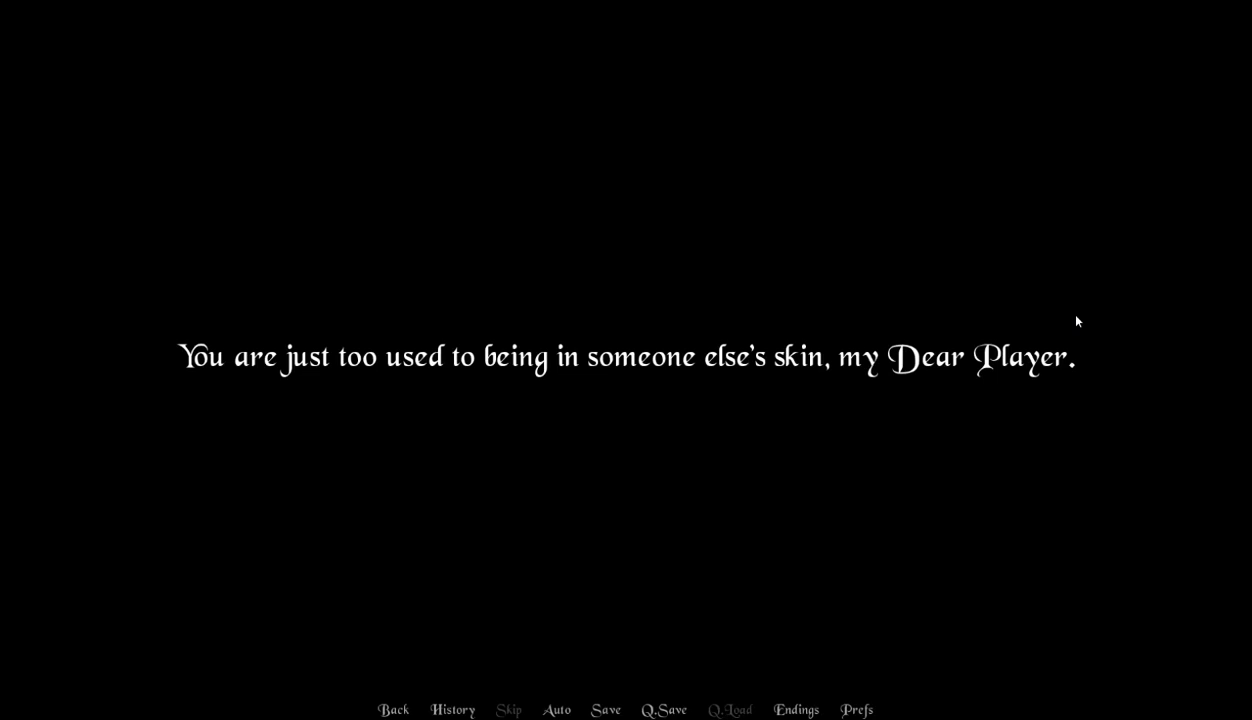 You are just too used to being in someone else's skin, my Dear Player.
Back History Skip Auto Save Q.Save Q.Load Endings Prefs